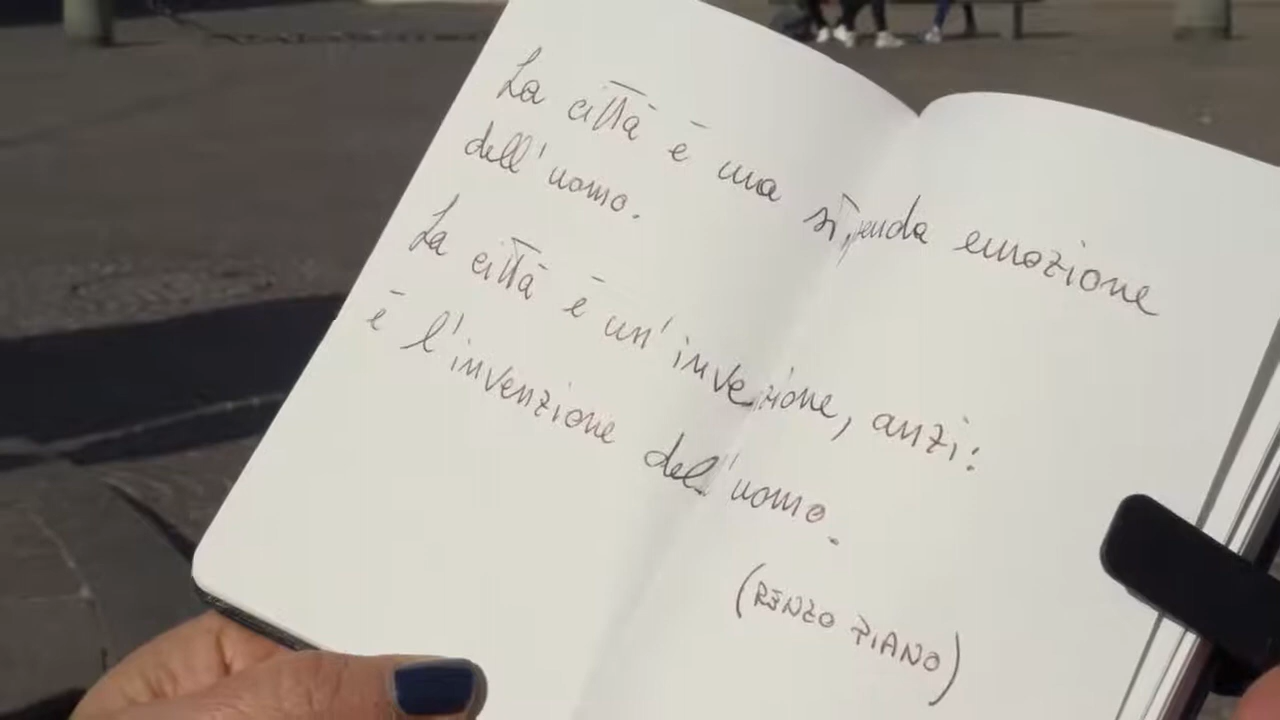 La città è una stupenda emozione
dell'uomo.
La città è un'invenzione, anzi:
è l'invenzione dell'uomo.
(RENZO PIANO)